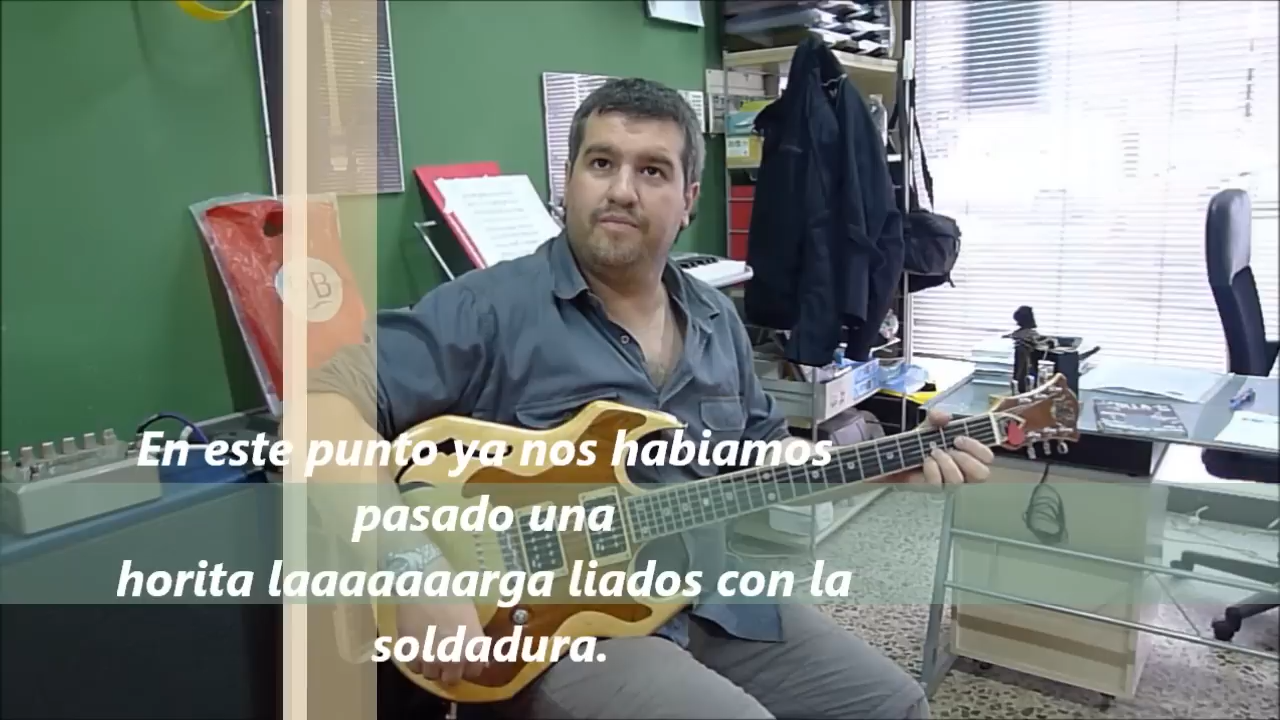 B
En este punto ya nos habiamos
pasado una
horita laaaaaaarga liados con la
soldadura.